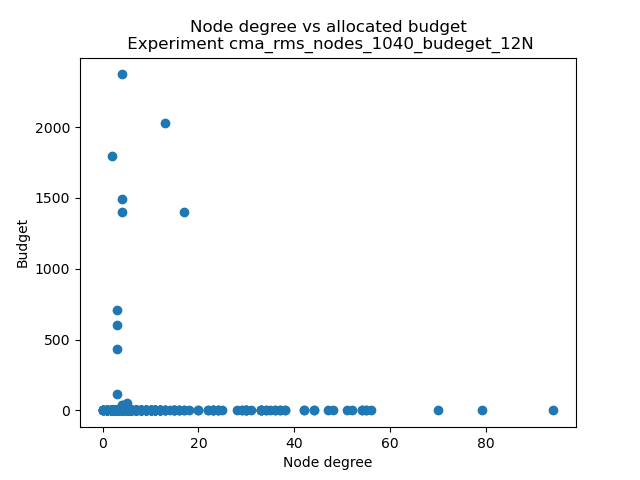 Node degree vs allocated budget
Experiment cma_rms_nodes_1040_budeget_12N
2000
1500
1000
500
0
Budget
0 20 40 60 80
Node degree